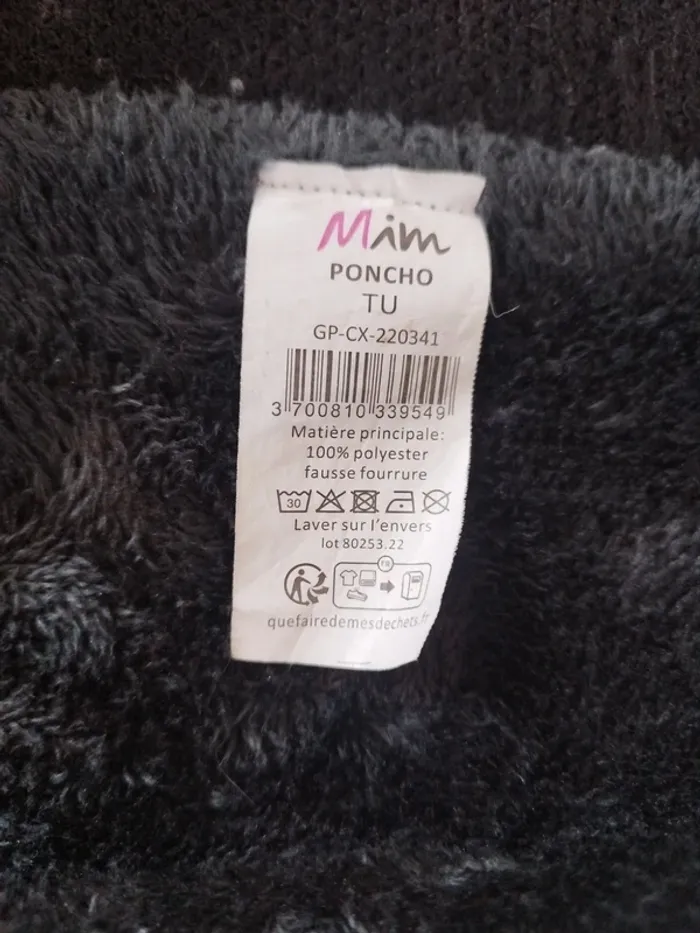 Mim
PONCHO
TU
GP-CX-220341
3 700810 339549
Matière principale:
100% polyester
fausse fourrure
30
Laver sur l'envers
lot 80253.22
FR
quefairedemesdechets.fr